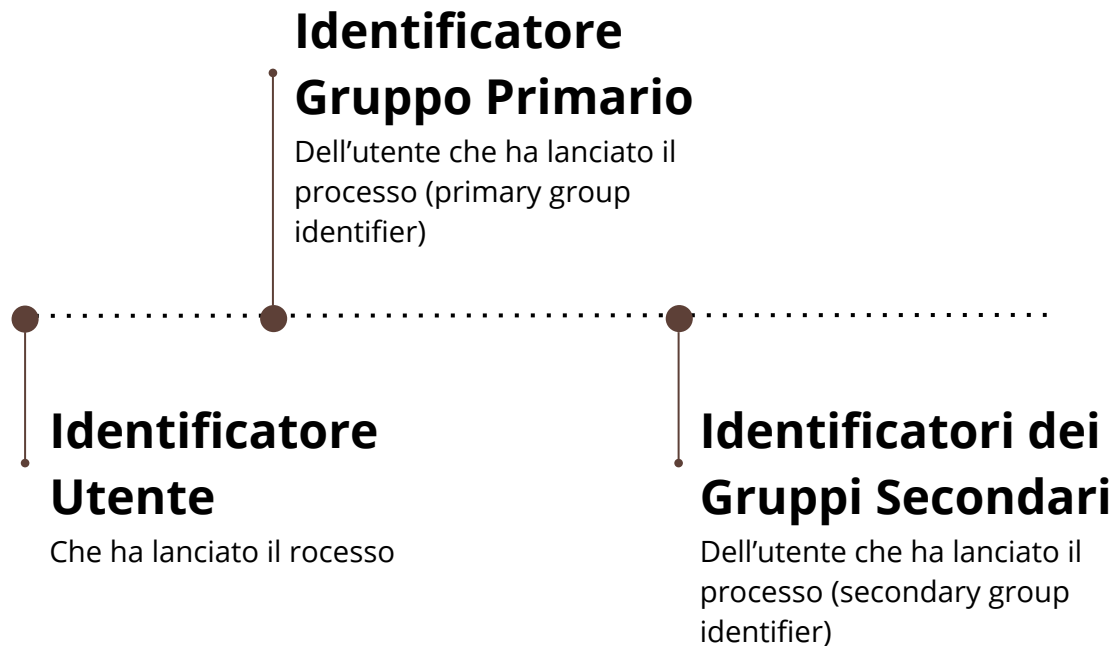 Identificatore
Gruppo Primario
Dell’utente che ha lanciato il
processo (primary group
identifier)
Identificatore
Utente
Che ha lanciato il rocesso
Identificatori dei
Gruppi Secondari
Dell’utente che ha lanciato il
processo (secondary group
identifier)